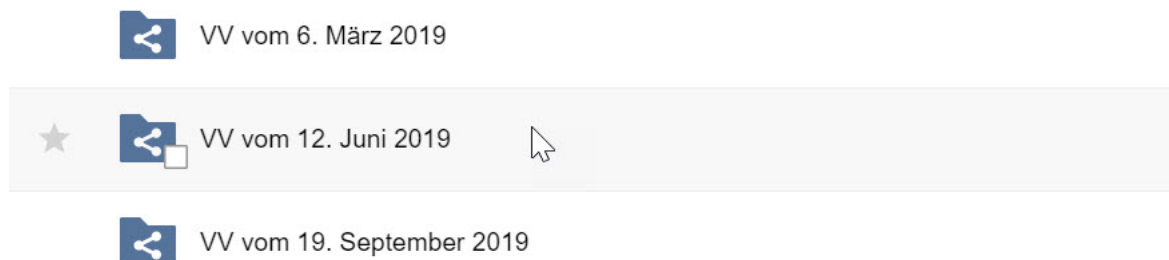 VV vom 6. März 2019
VV vom 12. Juni 2019
VV vom 19. September 2019